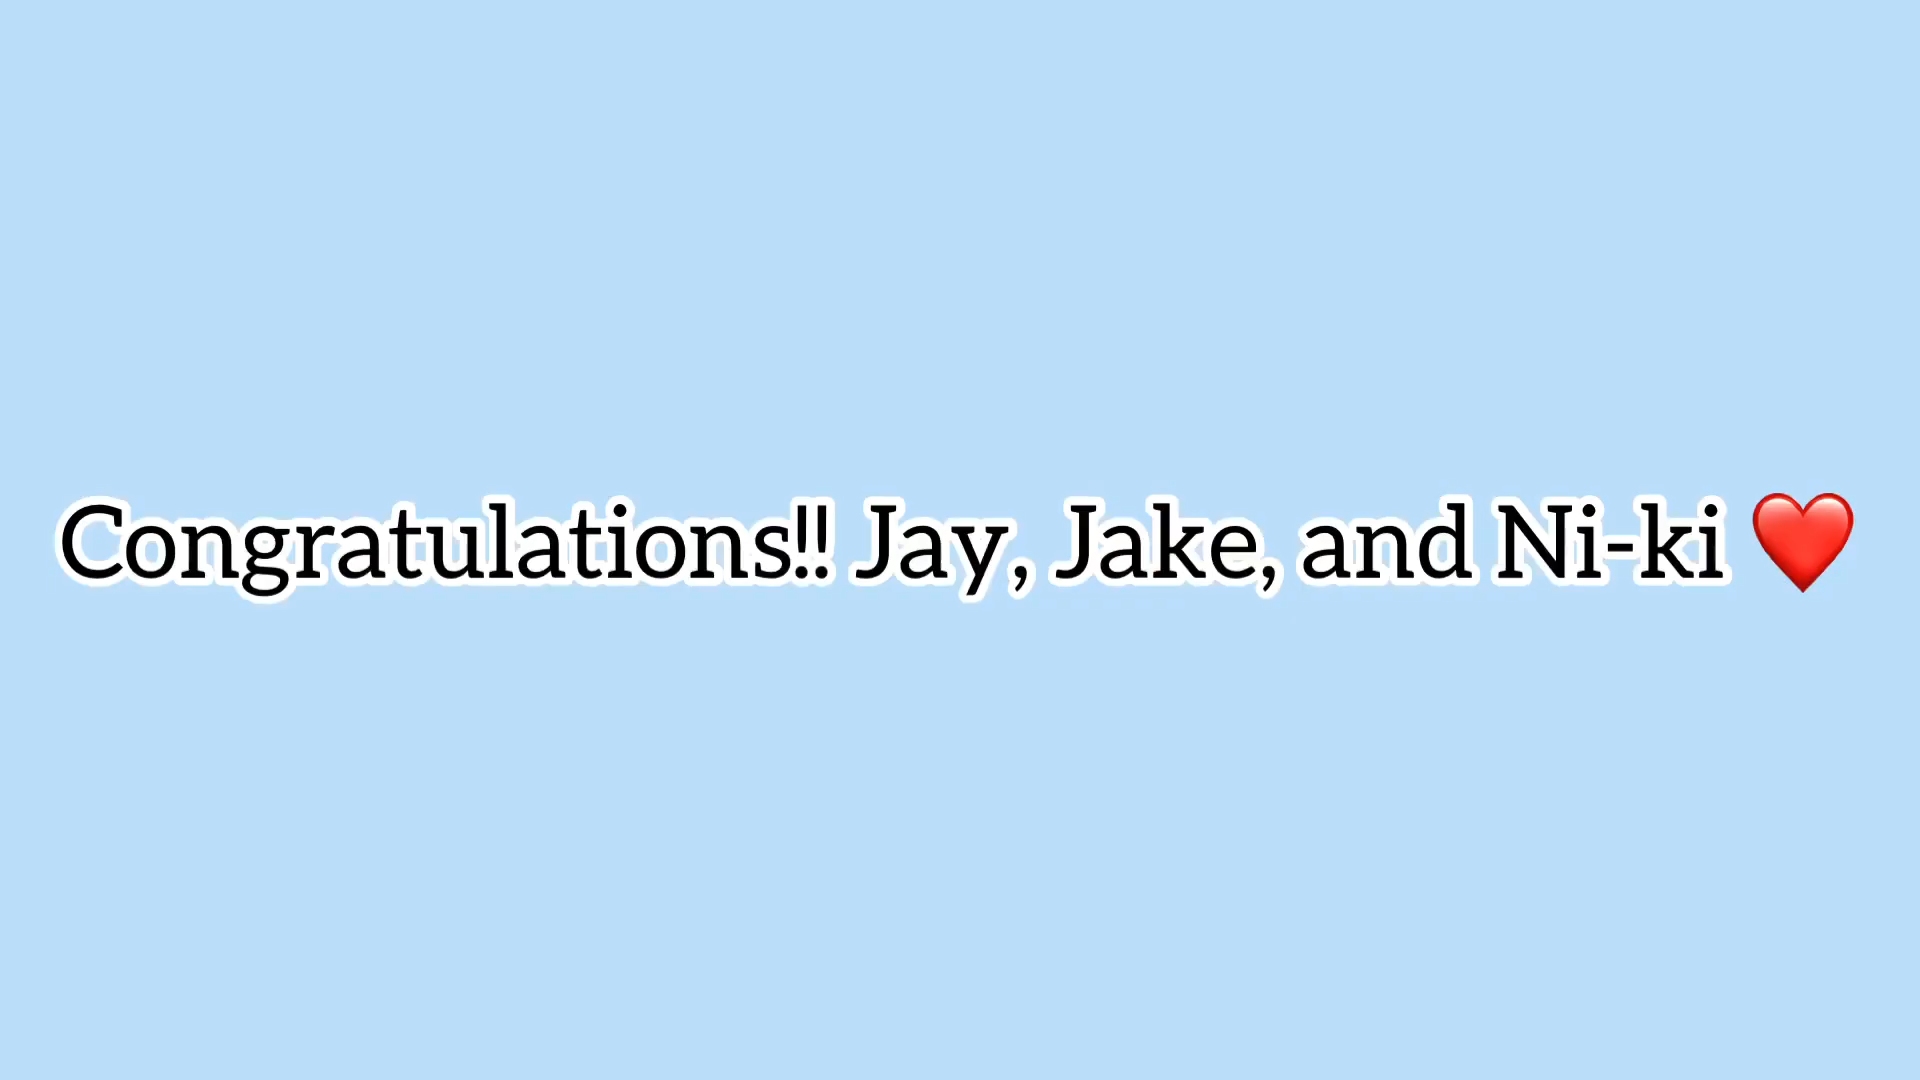 Congratulations!! Jay, Jake, and Ni-ki ❤️